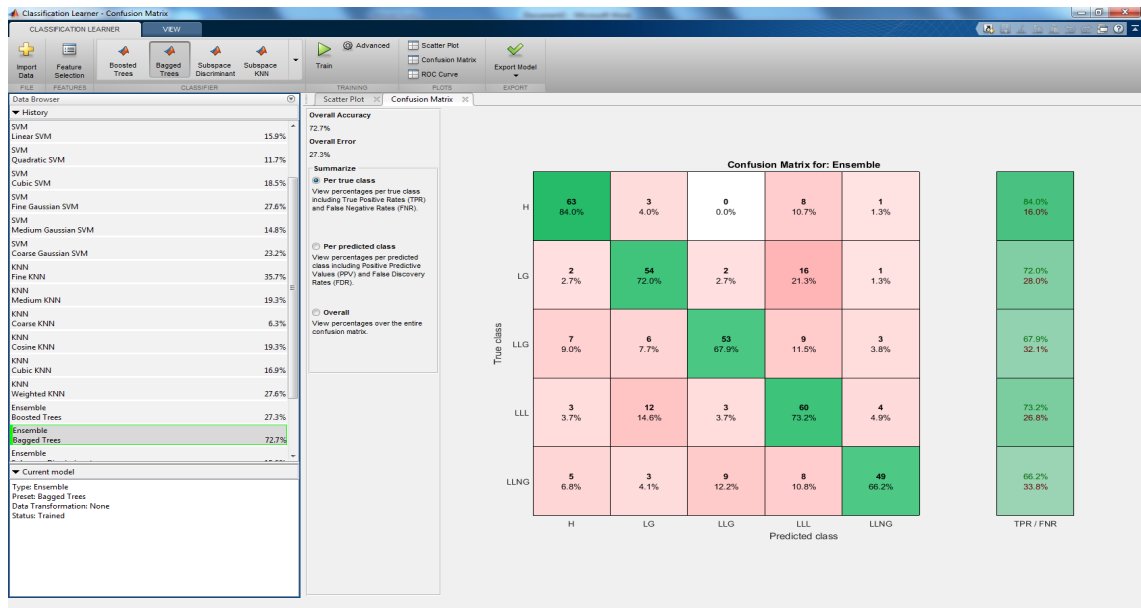 Classification Learner - Confusion Matrix
CLASSIFICATION LEARNER VIEW
Import Data
Feature Selection
Boosted Trees
Bagged Trees
Subspace Discriminant
Subspace KNN
Train
Advanced
Scatter Plot
Confusion Matrix
ROC Curve
Export Model
FILE FEATURES CLASSIFIER TRAINING PLOTS EXPORT
Data Browser
History
SVM
Linear SVM 15.9%
SVM
Quadratic SVM 11.7%
SVM
Cubic SVM 18.5%
SVM
Fine Gaussian SVM 27.6%
SVM
Medium Gaussian SVM 14.8%
SVM
Coarse Gaussian SVM 23.2%
KNN
Fine KNN 35.7%
KNN
Medium KNN 19.3%
KNN
Coarse KNN 6.3%
KNN
Cosine KNN 19.3%
KNN
Cubic KNN 16.9%
KNN
Weighted KNN 27.6%
Ensemble
Boosted Trees 27.3%
Ensemble
Bagged Trees 72.7%
Ensemble
Current model
Type: Ensemble
Preset: Bagged Trees
Data Transformation: None
Status: Trained
Scatter Plot Confusion Matrix
Overall Accuracy
72.7%
Overall Error
27.3%
Summarize
Per true class
View percentages per true class
including True Positive Rates (TPR)
and False Negative Rates (FNR).
Per predicted class
View percentages per predicted
class including Positive Predictive
Values (PPV) and False Discovery
Rates (FDR).
Overall
View percentages over the entire
confusion matrix.
Confusion Matrix for: Ensemble
True class
63 3 0 8 1
H 84.0% 4.0% 0.0% 10.7% 1.3%
84.0%
16.0%
2 54 2 16 1
LG 2.7% 72.0% 2.7% 21.3% 1.3%
72.0%
28.0%
7 6 53 9 3
LLG 9.0% 7.7% 67.9% 11.5% 3.8%
67.9%
32.1%
3 12 3 60 4
LLL 3.7% 14.6% 3.7% 73.2% 4.9%
73.2%
26.8%
5 3 9 8 49
LLNG 6.8% 4.1% 12.2% 10.8% 66.2%
66.2%
33.8%
H LG LLG LLL LLNG TPR / FNR
Predicted class